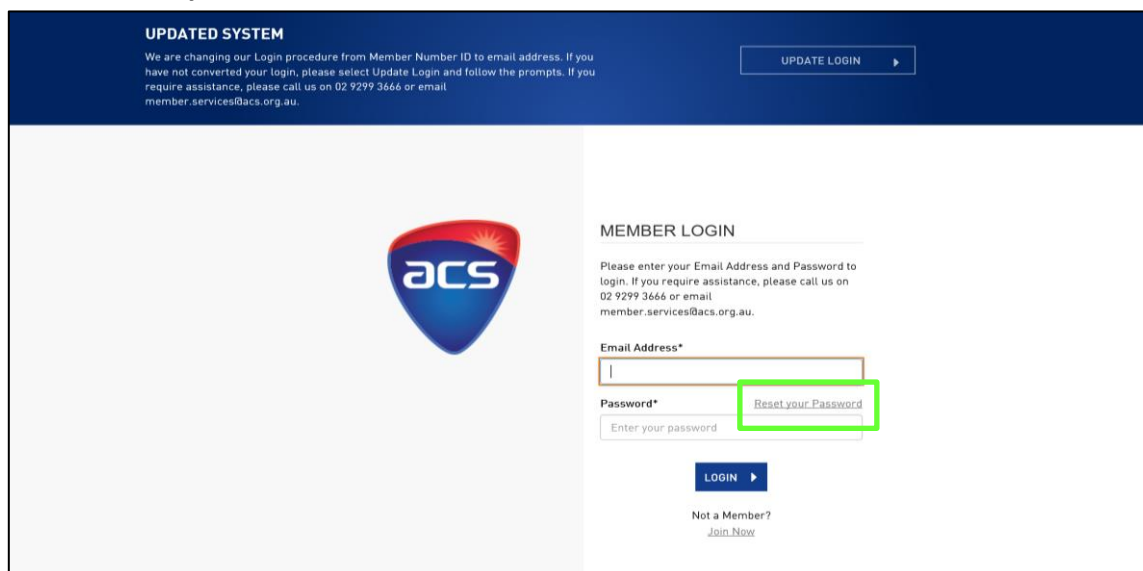 UPDATED SYSTEM
We are changing our Login procedure from Member Number ID to email address. If you
have not converted your login, please select Update Login and follow the prompts. If you
require assistance, please call us on 02 9299 3666 or email
member.services@acs.org.au.
UPDATE LOGIN
acs
MEMBER LOGIN
Please enter your Email Address and Password to
login. If you require assistance, please call us on
02 9299 3666 or email
member.services@acs.org.au.
Email Address*
Password* Reset your Password
Enter your password
LOGIN
Not a Member?
Join Now